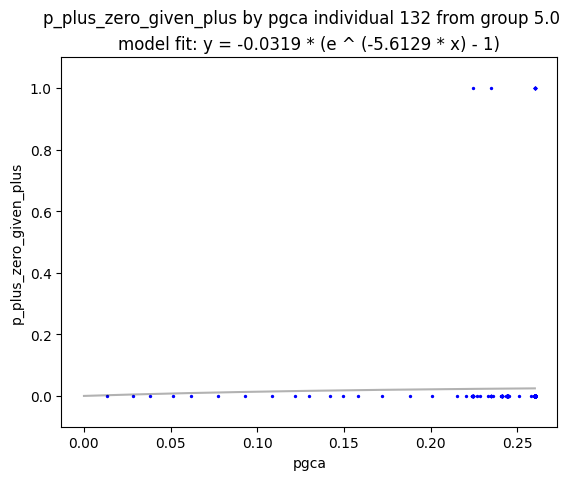 p_plus_zero_given_plus by pgca individual 132 from group 5.0
model fit: y = -0.0319 * (e ^ (-5.6129 * x) - 1)
p_plus_zero_given_plus
1.0
0.8
0.6
0.4
0.2
0.0
0.00 0.05 0.10 0.15 0.20 0.25
pgca